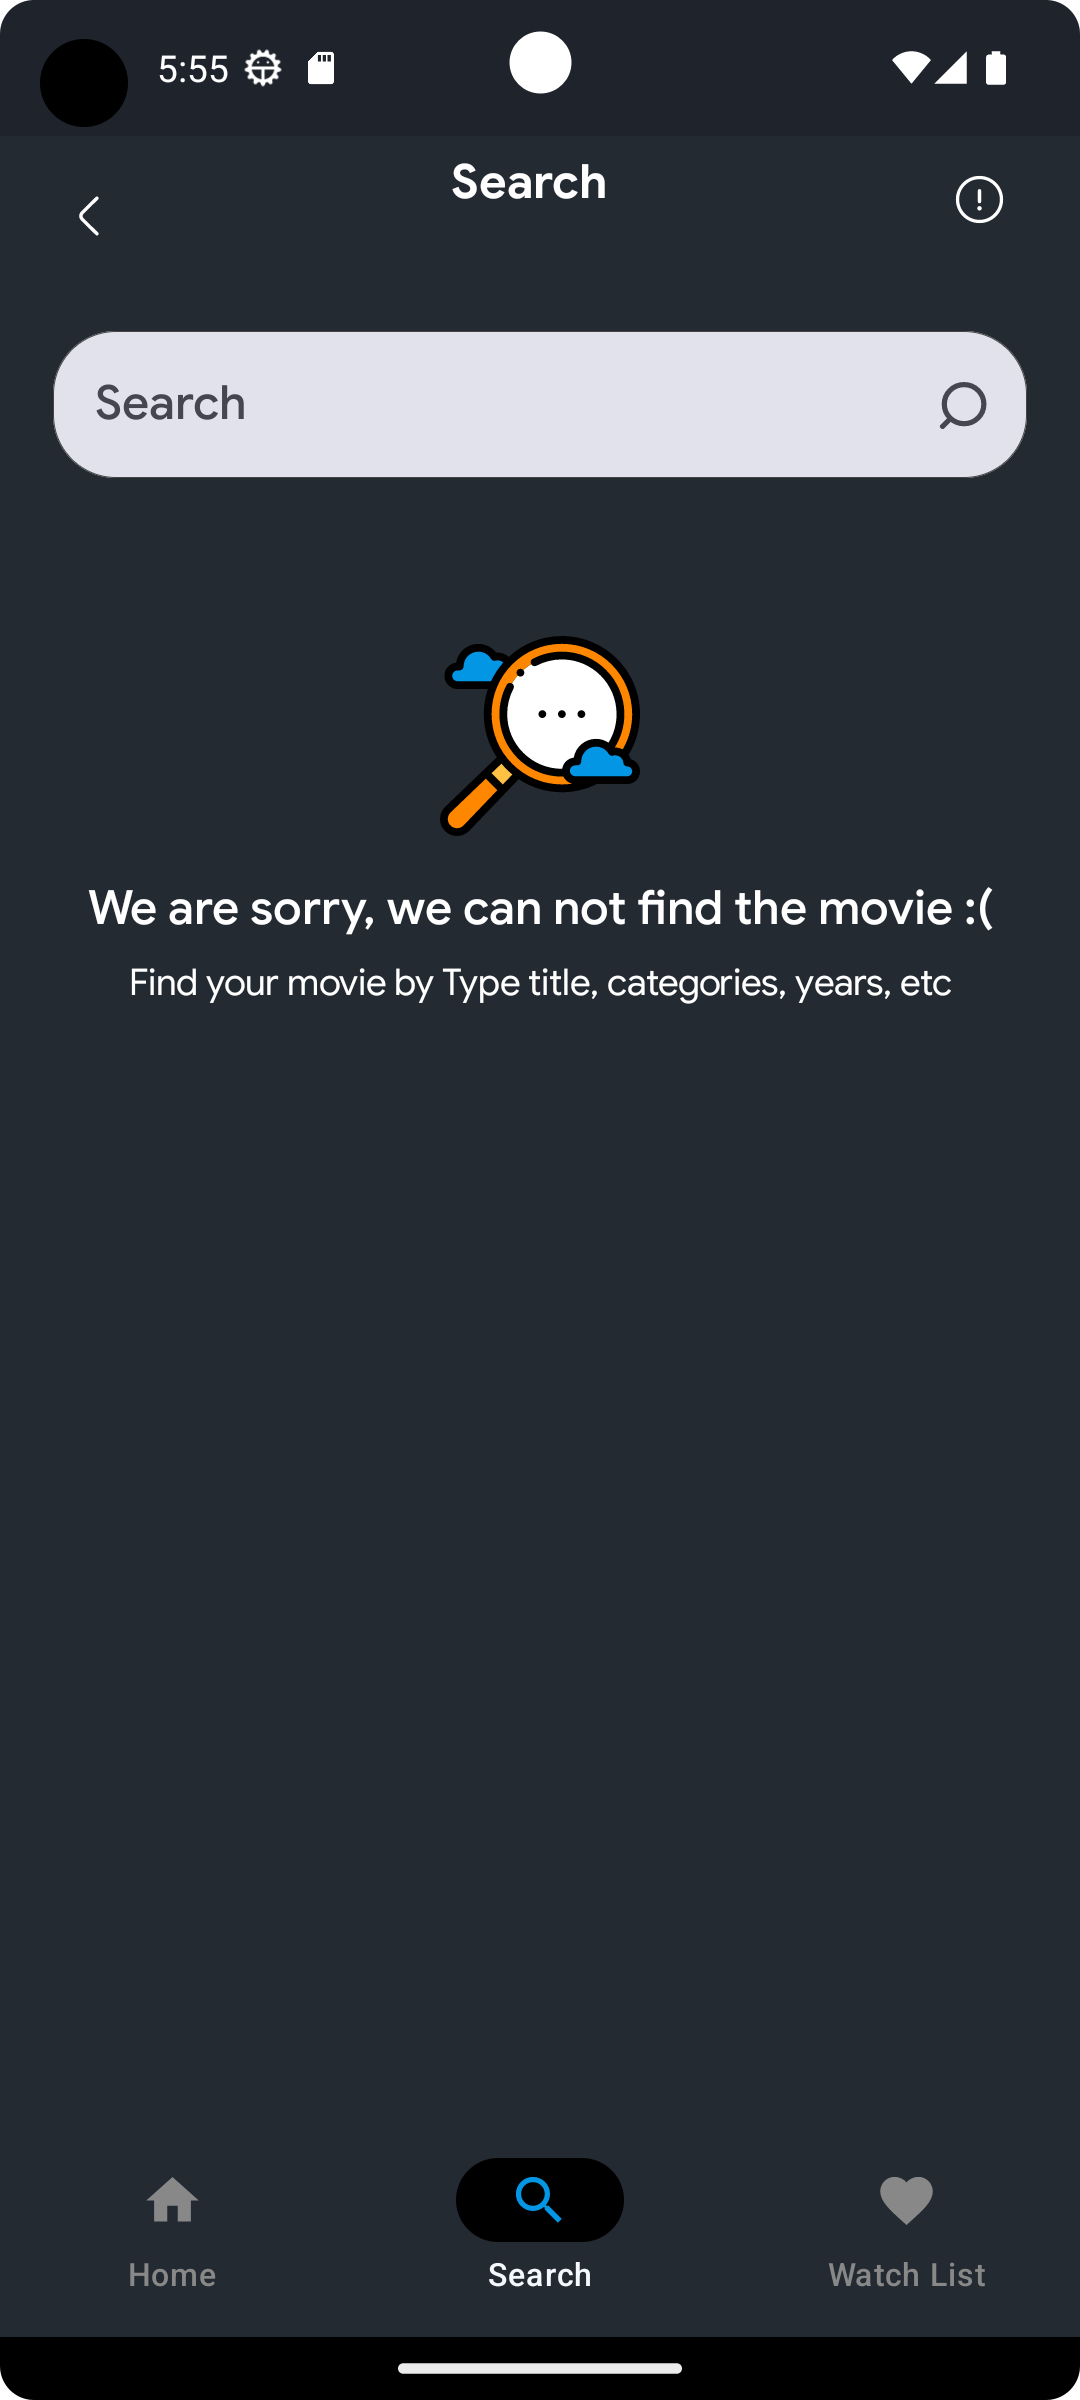 5:55
Search
Search
We are sorry, we can not find the movie :(
Find your movie by Type title, categories, years, etc
Home
Search
Watch List